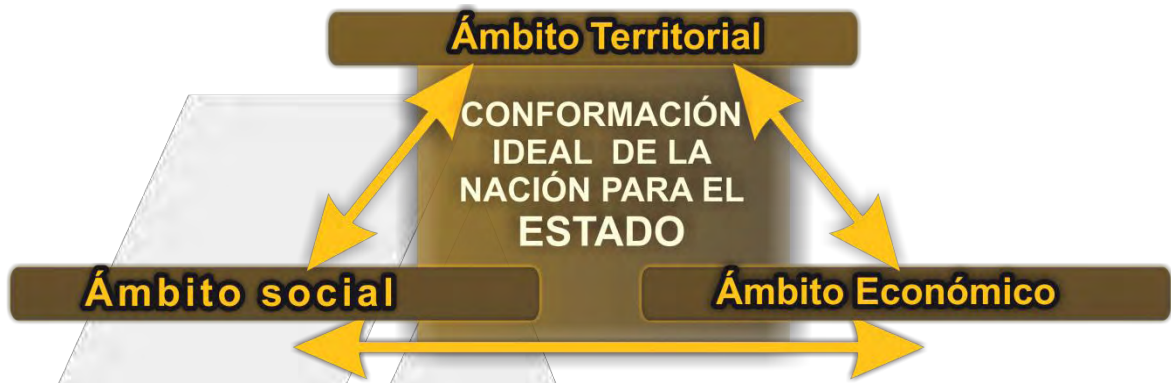 Ámbito Territorial
CONFORMACIÓN
IDEAL DE LA
NACIÓN PARA EL
ESTADO
Ámbito social
Ámbito Económico